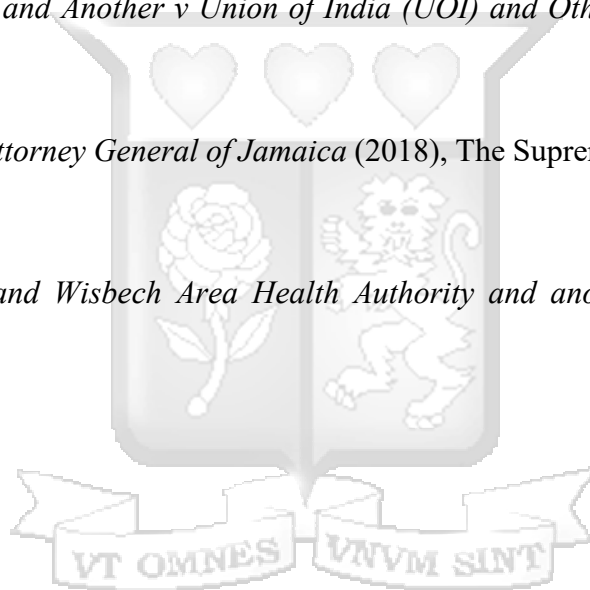 and Another v Union of India (UOI) and Oth
ttorney General of Jamaica (2018), The Suprem
and Wisbech Area Health Authority and ano
VT OMNES VNVM SINT